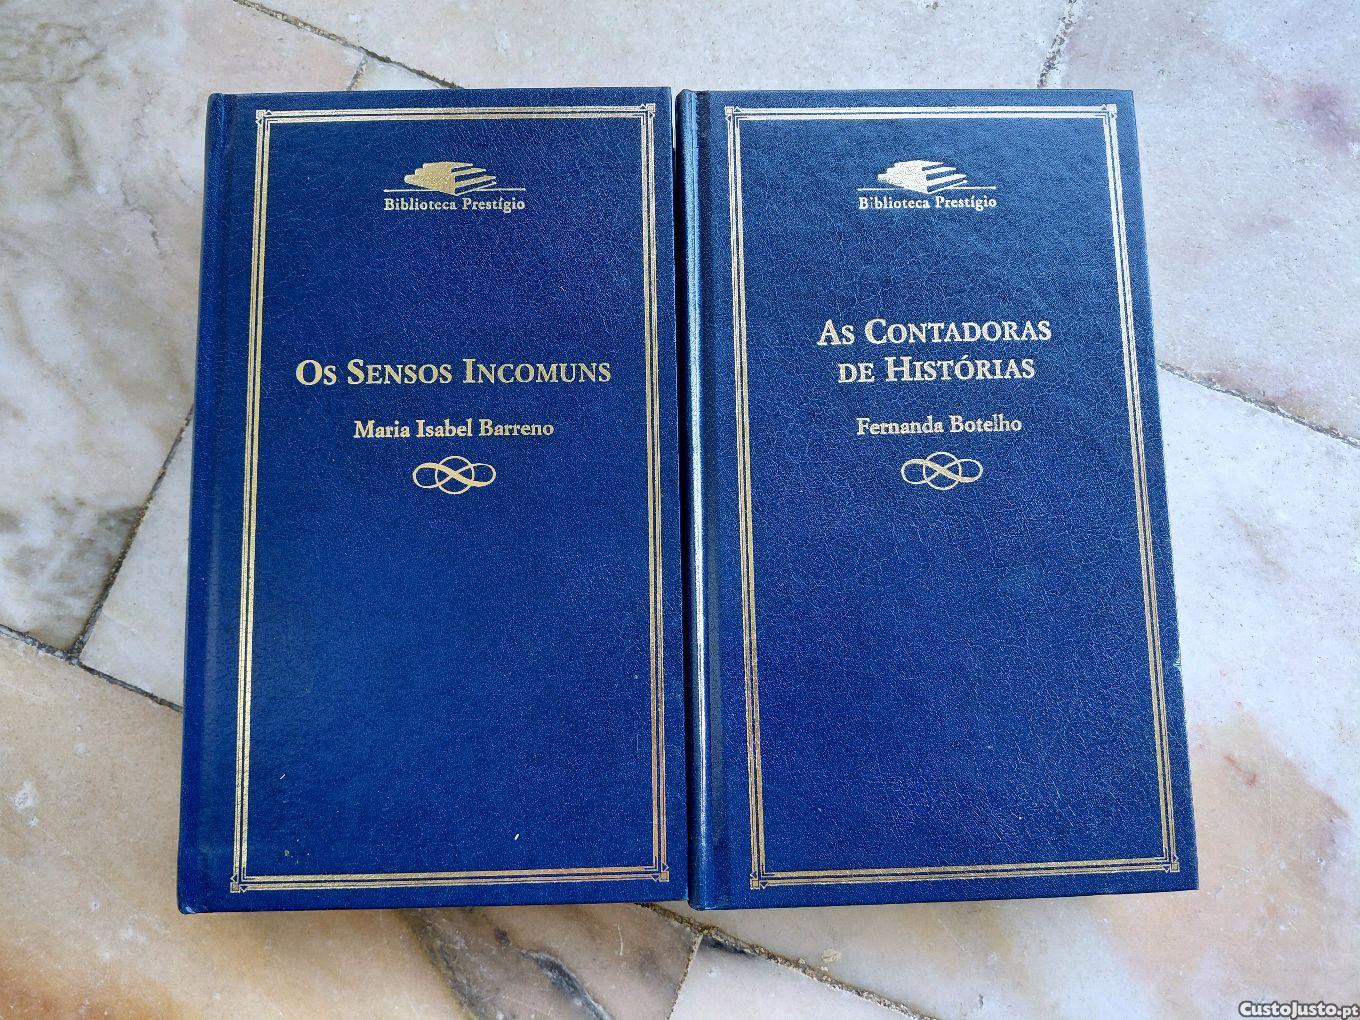 Biblioteca Prestígio
OS SENSOS INCOMUNS
Maria Isabel Barreno
Biblioteca Prestígio
AS CONTADORAS
DE HISTÓRIAS
Fernanda Botelho
CustoJusto.pt